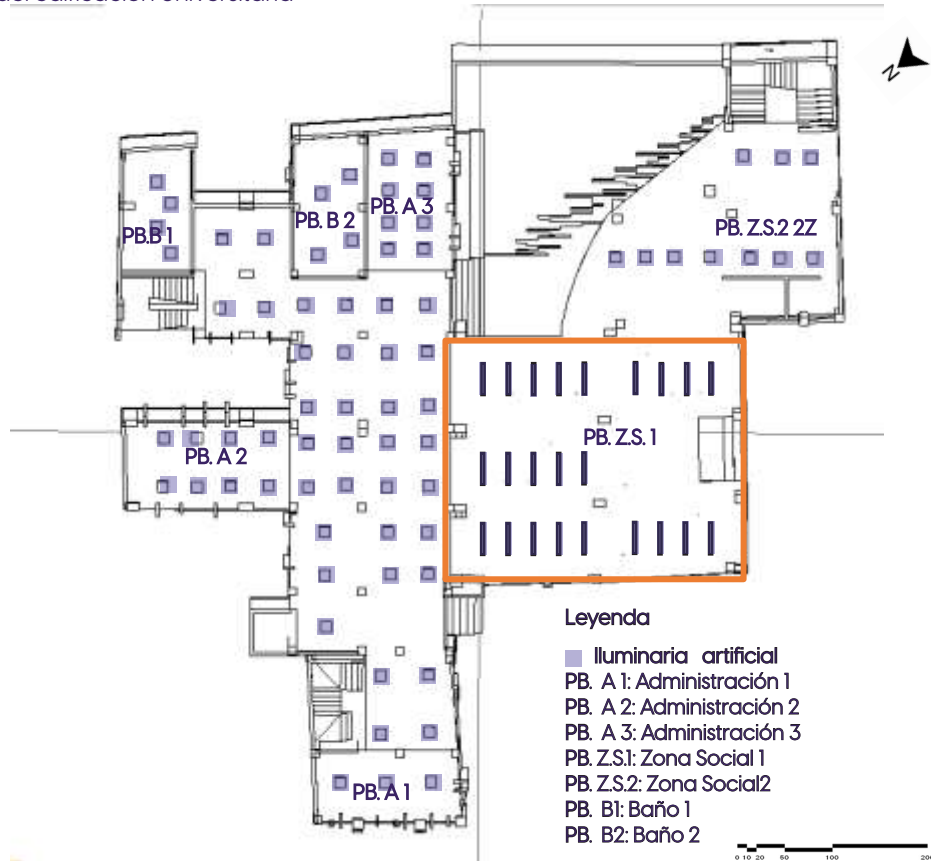 N
PB. A 3
PB. B 2
PB.B 1
PB. Z.S.2 2Z
PB. Z.S. 1
PB. A 2
PB. A 1
Leyenda
Iluminaria artificial
PB. A 1: Administración 1
PB. A 2: Administración 2
PB. A 3: Administración 3
PB. Z.S.1: Zona Social 1
PB. Z.S.2: Zona Social2
PB. B1: Baño 1
PB. B2: Baño 2
0 10 20 50 100